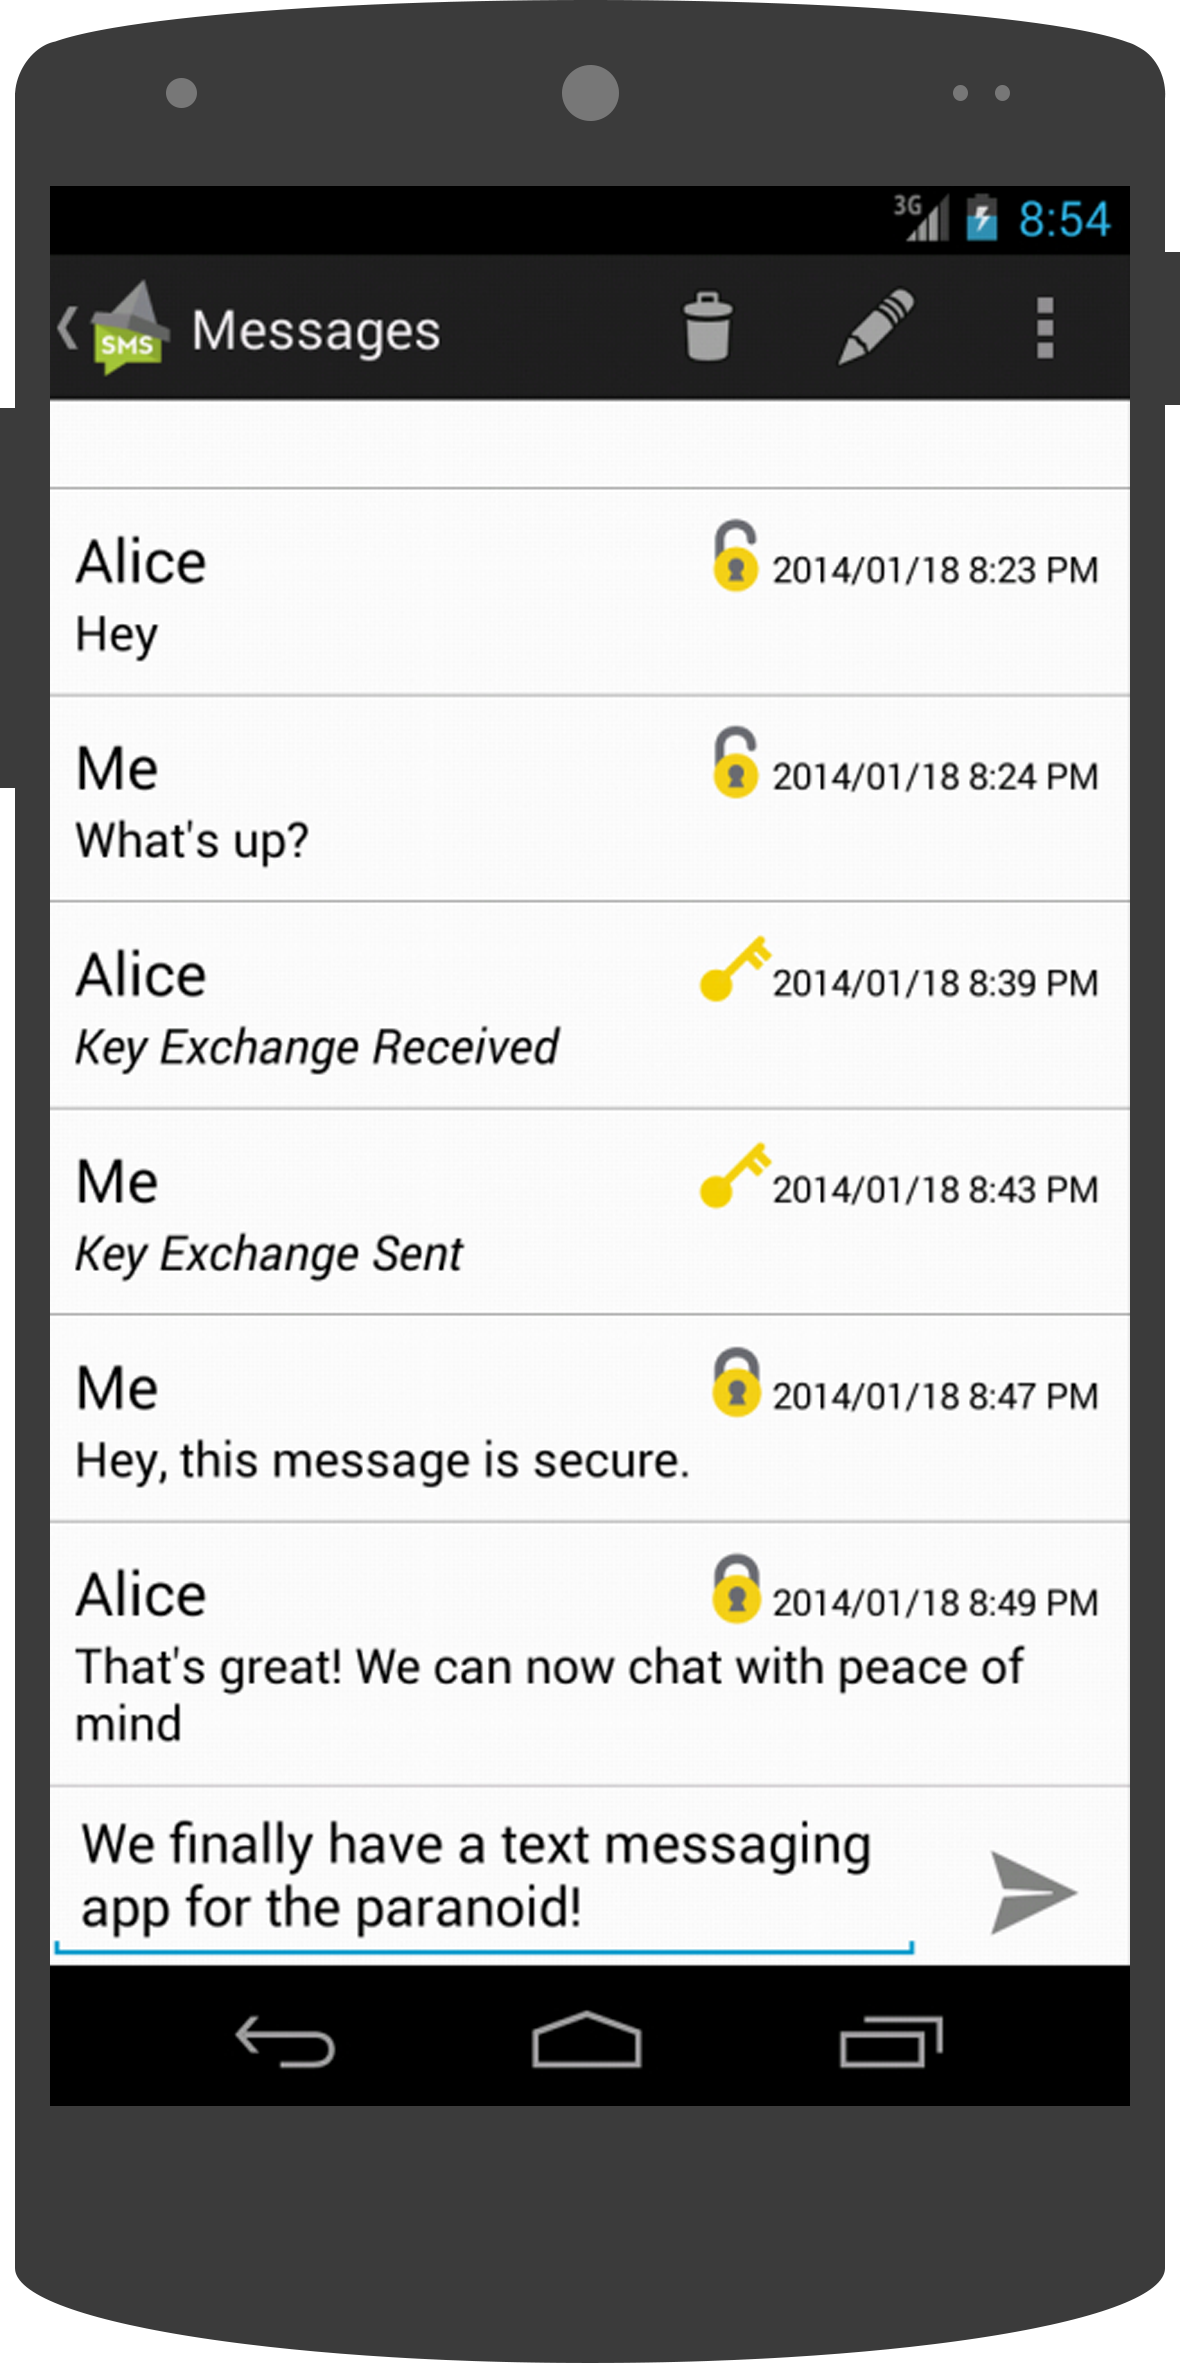 3G 8:54
SMS Messages
Alice 2014/01/18 8:23 PM
Hey
Me 2014/01/18 8:24 PM
What's up?
Alice 2014/01/18 8:39 PM
Key Exchange Received
Me 2014/01/18 8:43 PM
Key Exchange Sent
Me 2014/01/18 8:47 PM
Hey, this message is secure.
Alice 2014/01/18 8:49 PM
That's great! We can now chat with peace of
mind
We finally have a text messaging
app for the paranoid!